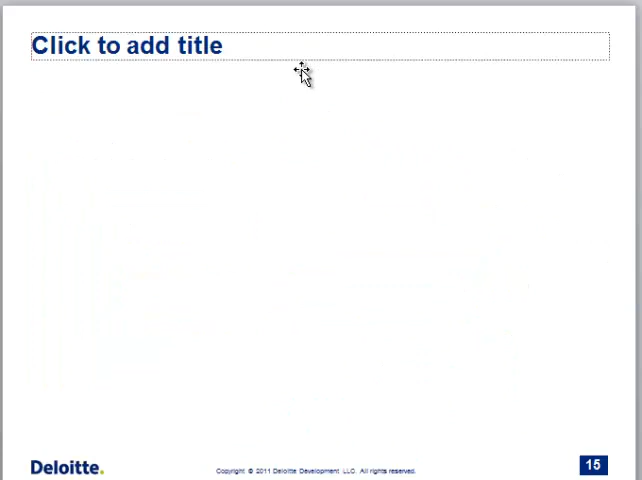 Click to add title
Deloitte.
Copyright © 2011 Deloitte Development LLC. All rights reserved.
15